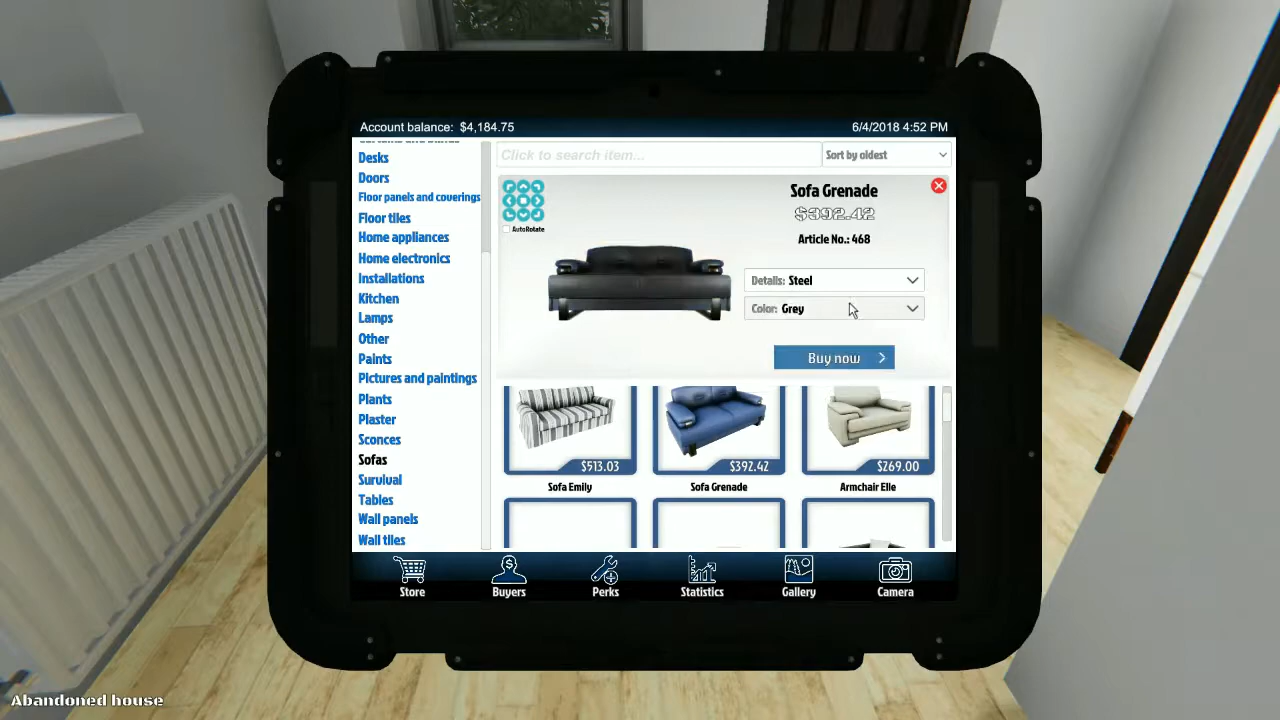 Account balance: $4,184.75
6/4/2018 4:52 PM
Desks
Doors
Floor panels and coverings
Floor tiles
Home appliances
Home electronics
Installations
Kitchen
Lamps
Other
Paints
Pictures and paintings
Plants
Plaster
Sconces
Sofas
Survival
Tables
Wall panels
Wall tiles
Click to search item...
Sort by oldest
AutoRotate
Sofa Grenade
$392.42
Article No.: 468
Details: Steel
Color: Grey
Buy now
$513.03
$392.42
$269.00
Sofa Emily
Sofa Grenade
Armchair Elle
Store
Buyers
Perks
Statistics
Gallery
Camera
Abandoned house